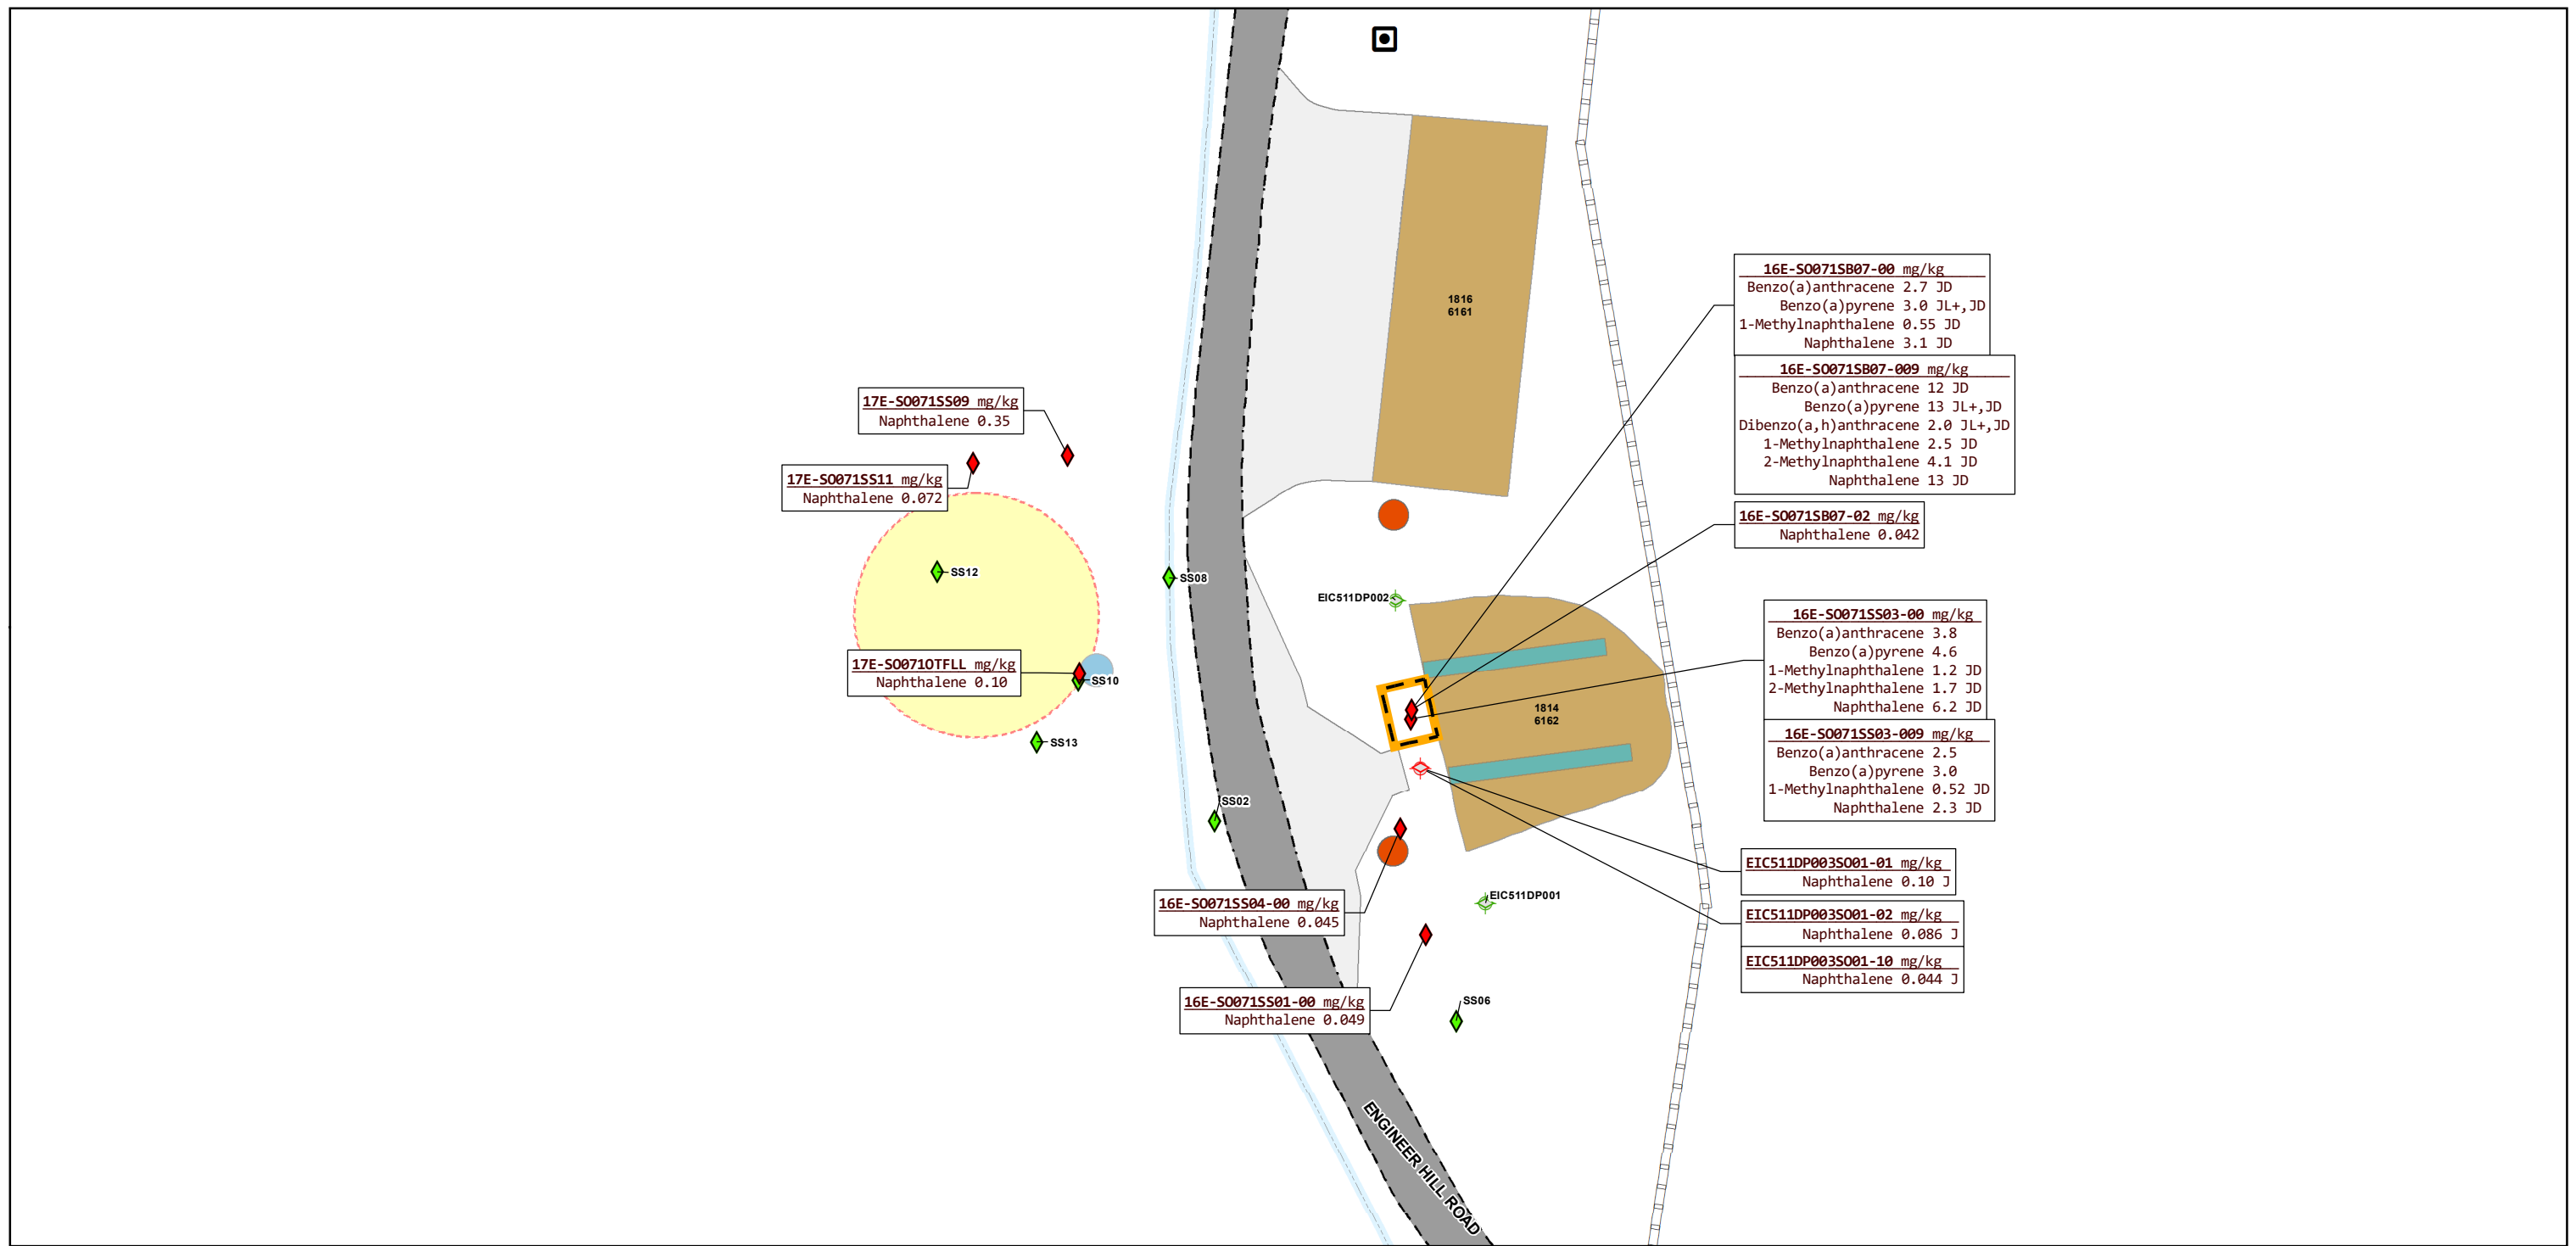 1816
6161
16E-SO071SB07-00 mg/kg
Benzo(a)anthracene 2.7 JD
Benzo(a)pyrene 3.0 JL+,JD
1-Methylnaphthalene 0.55 JD
Naphthalene 3.1 JD
16E-SO071SB07-009 mg/kg
Benzo(a)anthracene 12 JD
Benzo(a)pyrene 13 JL+,JD
Dibenzo(a,h)anthracene 2.0 JL+,JD
1-Methylnaphthalene 2.5 JD
2-Methylnaphthalene 4.1 JD
Naphthalene 13 JD
17E-SO071SS09 mg/kg
Naphthalene 0.35
17E-SO071SS11 mg/kg
Naphthalene 0.072
16E-SO071SB07-02 mg/kg
Naphthalene 0.042
SS12
SS08
EIC511DP002
16E-SO071SS03-00 mg/kg
Benzo(a)anthracene 3.8
Benzo(a)pyrene 4.6
1-Methylnaphthalene 1.2 JD
2-Methylnaphthalene 1.7 JD
Naphthalene 6.2 JD
17E-SO071OTFLL mg/kg
Naphthalene 0.10
SS10
1814
6162
16E-SO071SS03-009 mg/kg
Benzo(a)anthracene 2.5
Benzo(a)pyrene 3.0
1-Methylnaphthalene 0.52 JD
Naphthalene 2.3 JD
SS13
SS02
EIC511DP003SO01-01 mg/kg
Naphthalene 0.10 J
16E-SO071SS04-00 mg/kg
Naphthalene 0.045
EIC511DP001
EIC511DP003SO01-02 mg/kg
Naphthalene 0.086 J
EIC511DP003SO01-10 mg/kg
Naphthalene 0.044 J
16E-SO071SS01-00 mg/kg
Naphthalene 0.049
SS06
ENGINEER HILL ROAD